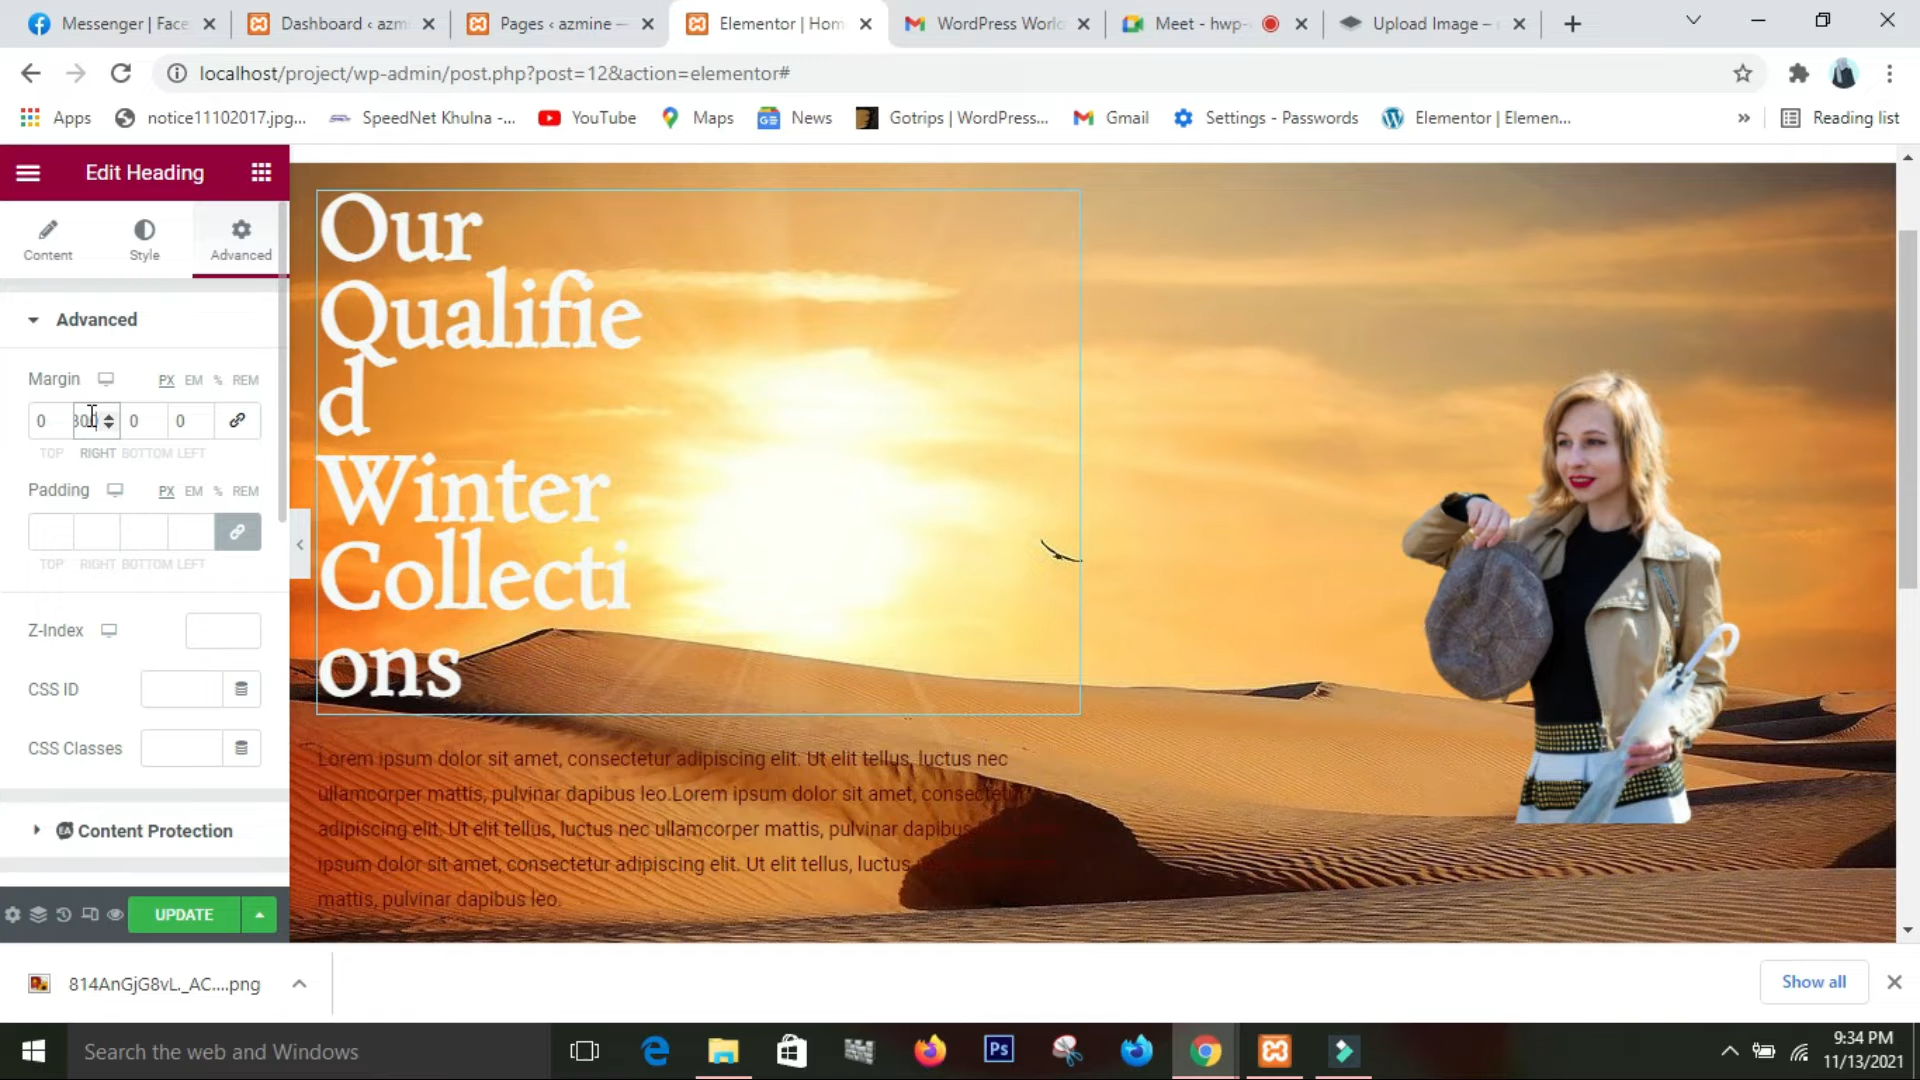 Messenger | Face
Dashboard ‹ azmi
Pages ‹ azmine —
Elementor | Hom
WordPress Worl
Meet - hwp-
Upload Image –
localhost/project/wp-admin/post.php?post=12&action=elementor#
Apps
notice11102017.jpg...
SpeedNet Khulna -...
YouTube
Maps
News
Gotrips | WordPress...
Gmail
Settings - Passwords
Elementor | Elemen...
»
Reading list
Edit Heading
Content
Style
Advanced
Advanced
Margin
PX EM % REM
0 300 0 0
TOP RIGHT BOTTOM LEFT
Padding
PX EM % REM
TOP RIGHT BOTTOM LEFT
Z-Index
CSS ID
CSS Classes
EA Content Protection
UPDATE
Our
Qualifie
d
Winter
Collecti
ons
Lorem ipsum dolor sit amet, consectetur adipiscing elit. Ut elit tellus, luctus nec
ullamcorper mattis, pulvinar dapibus leo.Lorem ipsum dolor sit amet, consectetur
adipiscing elit. Ut elit tellus, luctus nec ullamcorper mattis, pulvinar dapibus
ipsum dolor sit amet, consectetur adipiscing elit. Ut elit tellus, luctus
mattis, pulvinar dapibus leo.
814AnGjG8vL._AC....png
Show all
Search the web and Windows
Ps
9:34 PM
11/13/2021